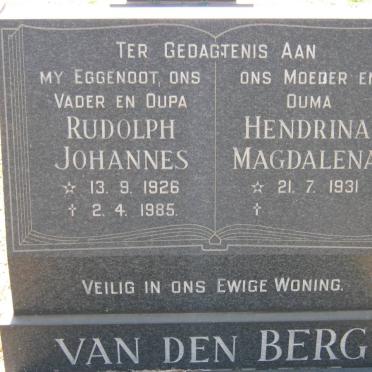 TER GEDAGTENIS AAN
MY EGGENOOT, ONS
VADER EN OUPA
RUDOLPH
JOHANNES
☆ 13. 9. 1926
† 2. 4. 1985.
ONS MOEDER EN
OUMA
HENDRINA
MAGDALENA
☆ 21. 7. 1931
†
VEILIG IN ONS EWIGE WONING.
VAN DEN BERG